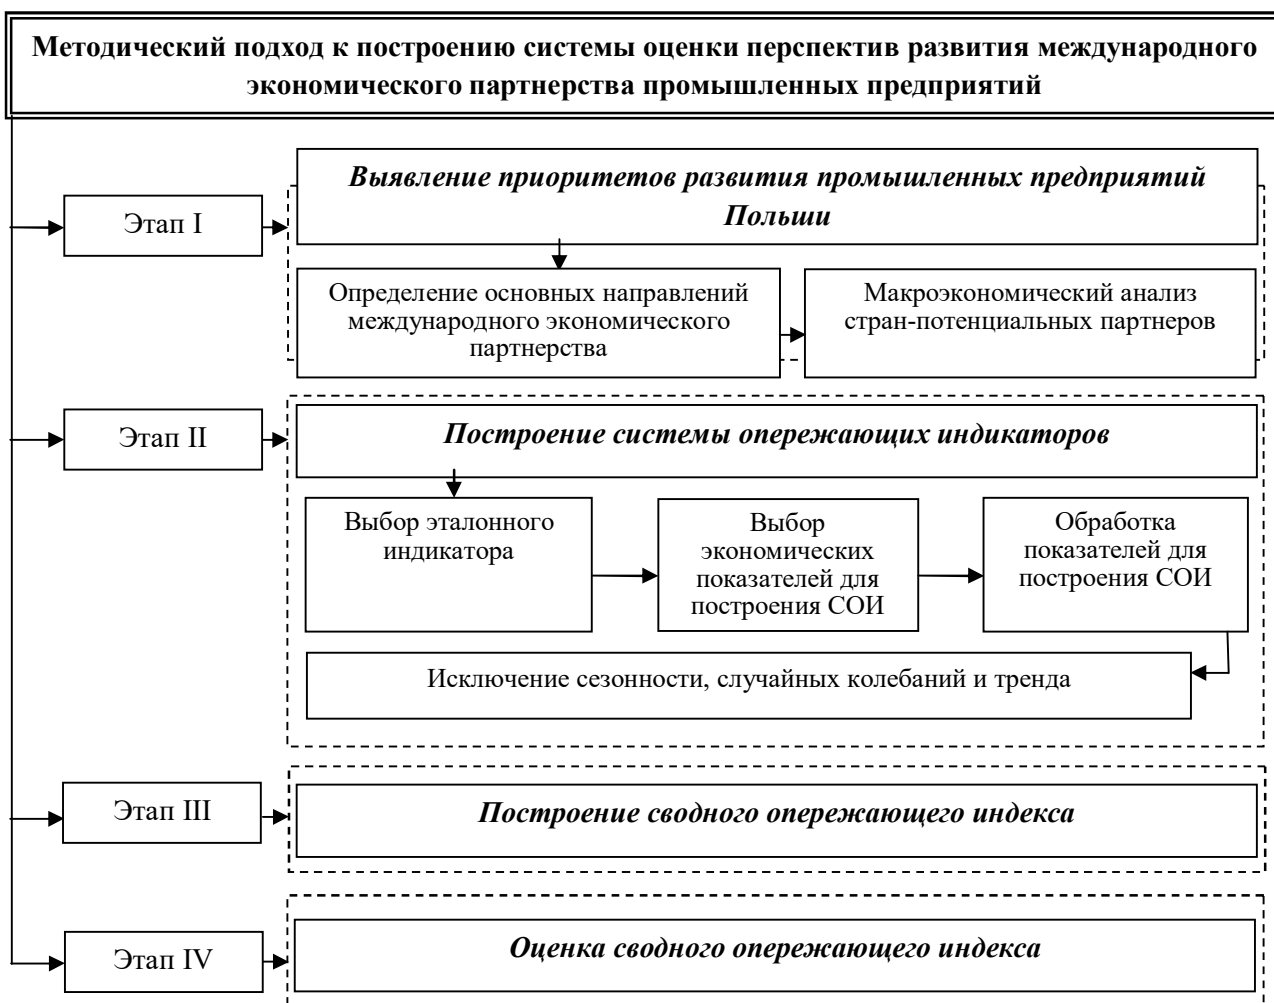 Методический подход к построению системы оценки перспектив развития международного
экономического партнерства промышленных предприятий
Этап I
Выявление приоритетов развития промышленных предприятий
Польши
Определение основных направлений
международного экономического
партнерства
Макроэкономический анализ
стран-потенциальных партнеров
Этап II
Построение системы опережающих индикаторов
Выбор эталонного
индикатора
Выбор
экономических
показателей для
построения СОИ
Обработка
показателей для
построения СОИ
Исключение сезонности, случайных колебаний и тренда
Этап III
Построение сводного опережающего индекса
Этап IV
Оценка сводного опережающего индекса